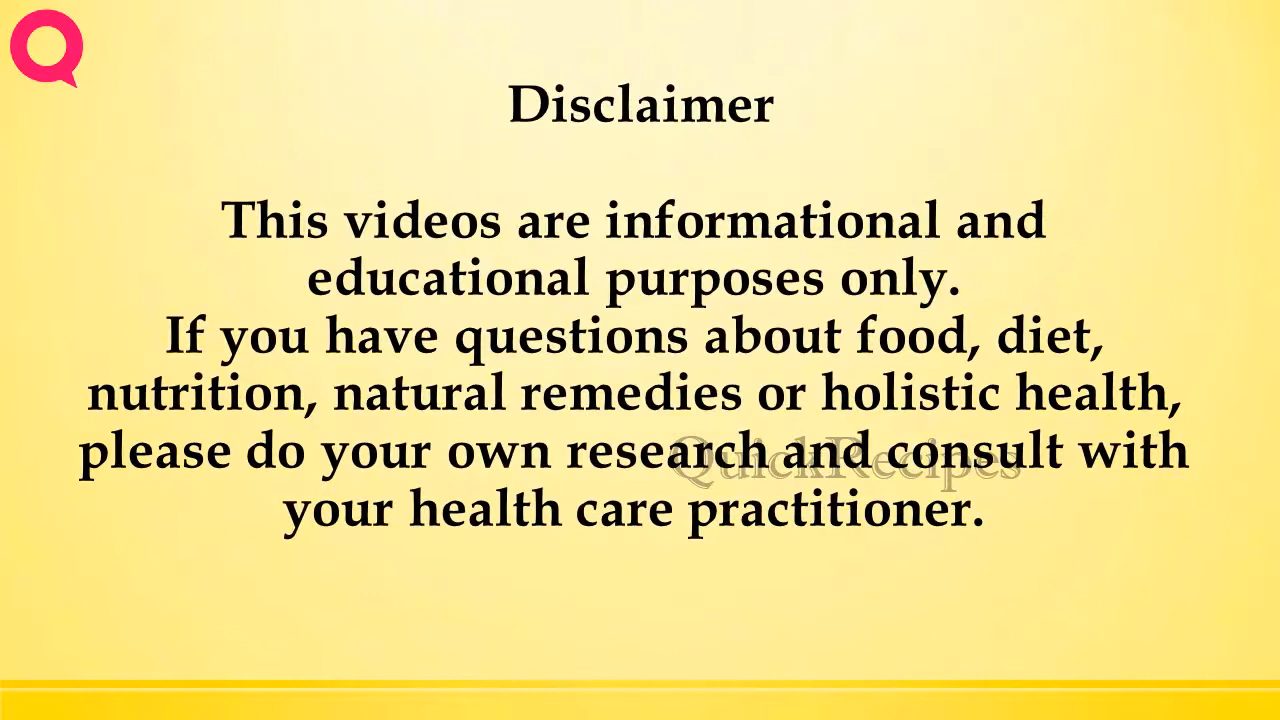 Disclaimer
This videos are informational and
educational purposes only.
If you have questions about food, diet,
nutrition, natural remedies or holistic health,
please do your own research and consult with
QuickRecipes
your health care practitioner.